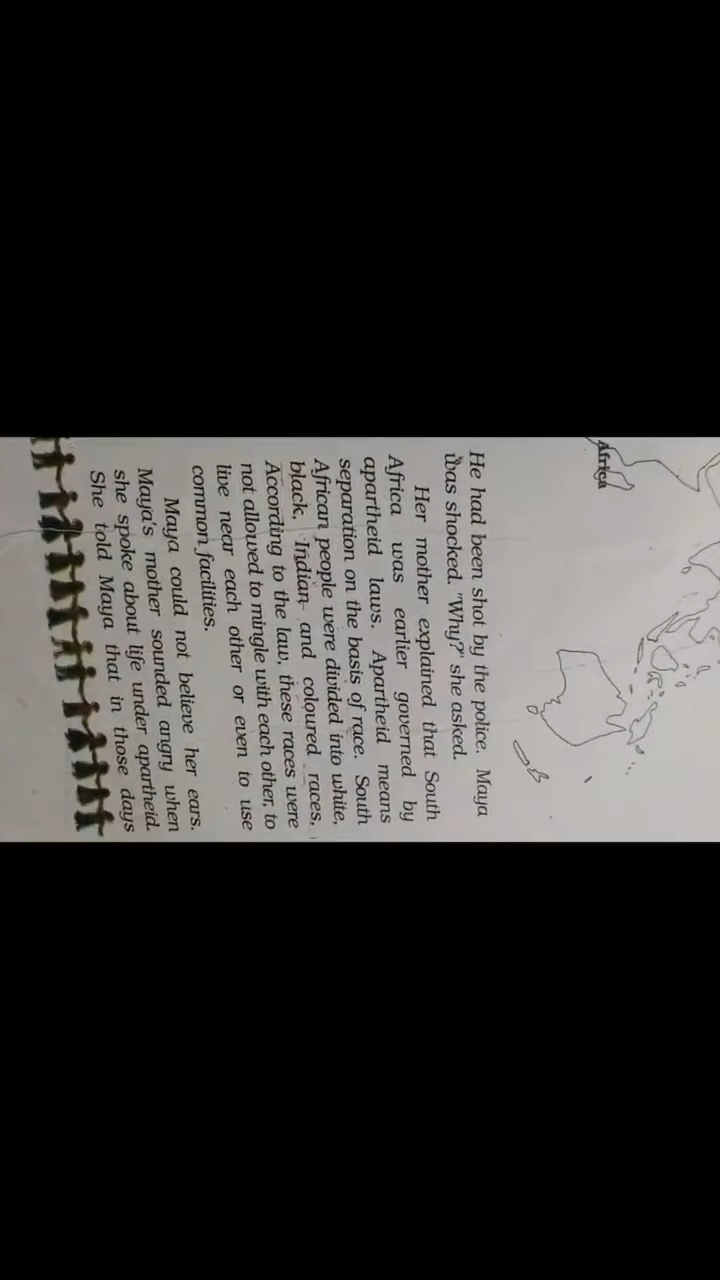 Africa
He had been shot by the police. Maya
was shocked. "Why?" she asked.
Her mother explained that South
Africa was earlier governed by
apartheid laws. Apartheid means
separation on the basis of race. South
African people were divided into white,
black, Indian and coloured races.
According to the law, these races were
not allowed to mingle with each other, to
live near each other or even to use
common facilities.
Maya could not believe her ears.
Maya's mother sounded angry when
she spoke about life under apartheid.
She told Maya that in those days